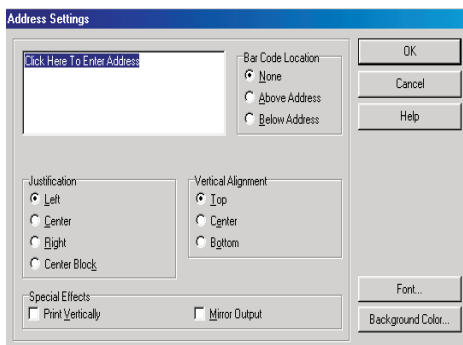 Address Settings
Click Here To Enter Address
Bar Code Location
None
Above Address
Below Address
OK
Cancel
Help
Justification
Left
Center
Right
Center Block
Vertical Alignment
Top
Center
Bottom
Special Effects
Print Vertically
Mirror Output
Font...
Background Color...